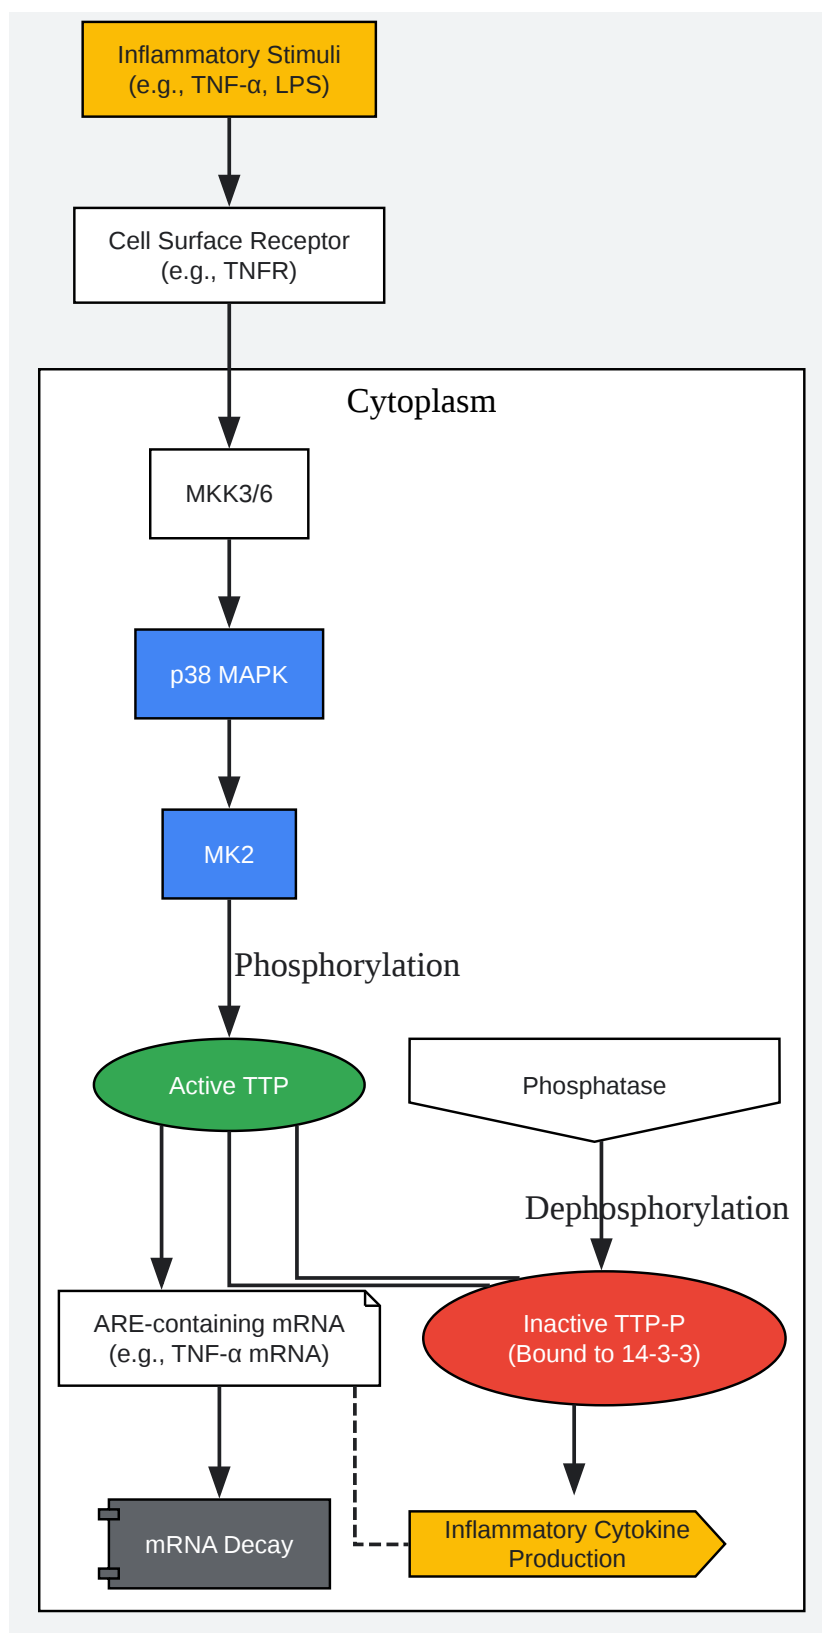 Inflammatory Stimuli
(e.g., TNF-α, LPS)
Cell Surface Receptor
(e.g., TNFR)
Cytoplasm
MKK3/6
p38 MAPK
MK2
Phosphorylation
Active TTP
Phosphatase
Dephosphorylation
ARE-containing mRNA
(e.g., TNF-α mRNA)
Inactive TTP-P
(Bound to 14-3-3)
mRNA Decay
Inflammatory Cytokine
Production